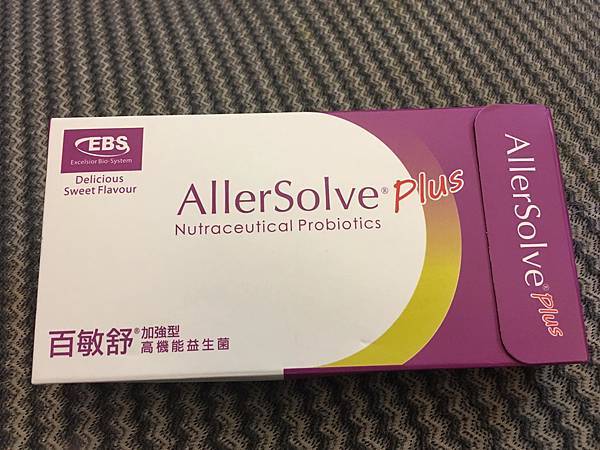 EBS
Excelsior Bio-System
Delicious
Sweet Flavour
AllerSolve® Plus
Nutraceutical Probiotics
百敏舒®加強型
高機能益生菌
AllerSolve® Plus